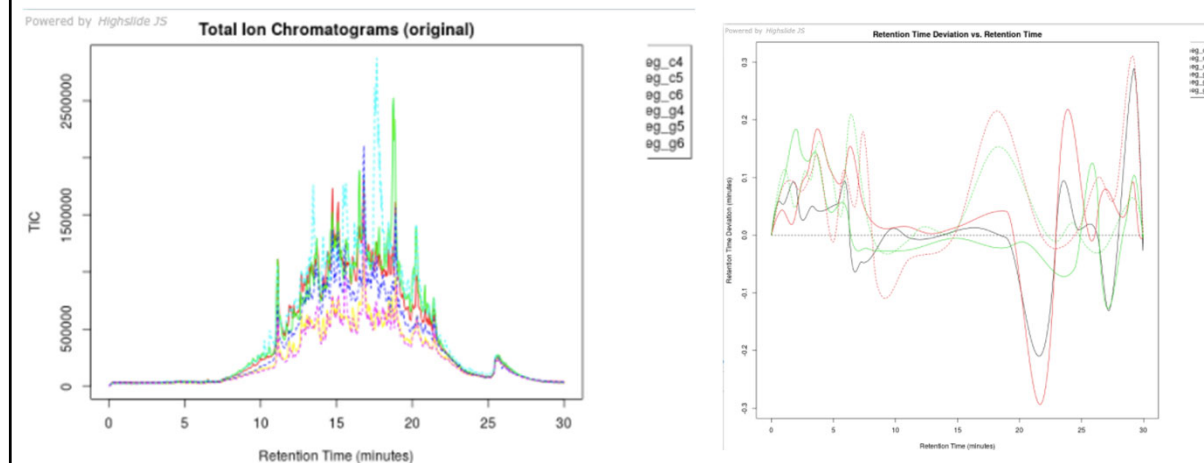 Powered by Highslide JS
Total Ion Chromatograms (original)
TIC
2500000
1500000
500000
0
0 5 10 15 20 25 30
Retention Time (minutes)
eg_c4
eg_c5
eg_c6
eg_g4
eg_g5
eg_g6
Powered by Highslide JS
Retention Time Deviation vs. Retention Time
Retention Time Deviation (minutes)
0.3
0.2
0.1
0.0
-0.1
-0.2
-0.3
0 5 10 15 20 25 30
Retention Time (minutes)